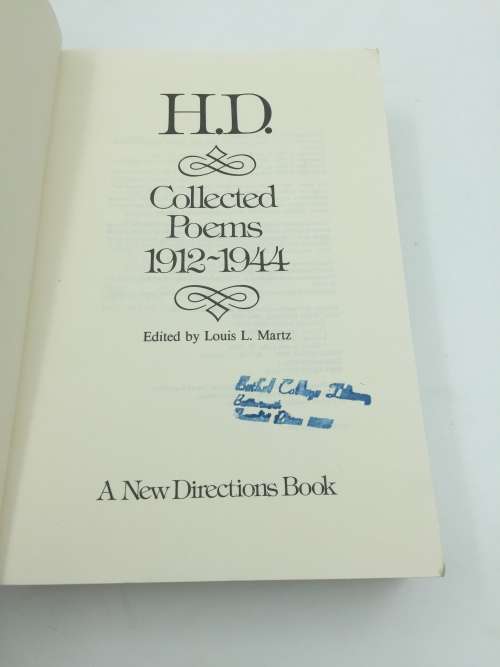 H.D.
Collected
Poems
1912~1944
Edited by Louis L. Martz
Bethel College Library
A New Directions Book